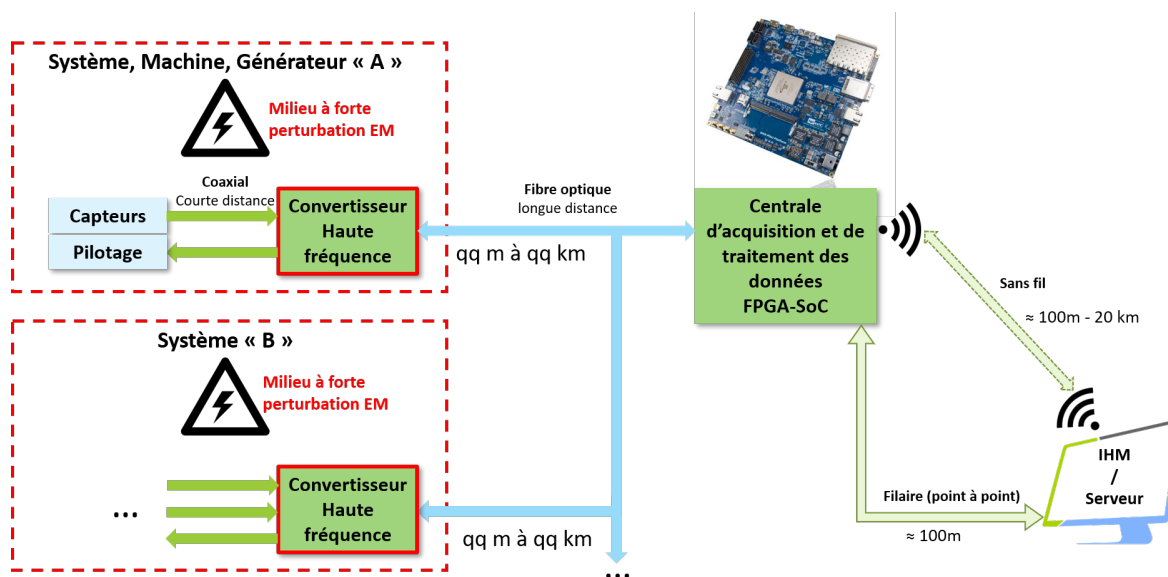 Système, Machine, Générateur « A »
Milieu à forte
perturbation EM
Coaxial
Courte distance
Capteurs
Pilotage
Convertisseur
Haute
fréquence
Fibre optique
longue distance
qq m à qq km
Centrale
d'acquisition et de
traitement des
données
FPGA-SoC
Sans fil
≈ 100m - 20 km
Système « B »
Milieu à forte
perturbation EM
...
Convertisseur
Haute
fréquence
qq m à qq km
...
Filaire (point à point)
≈ 100m
IHM
/
Serveur